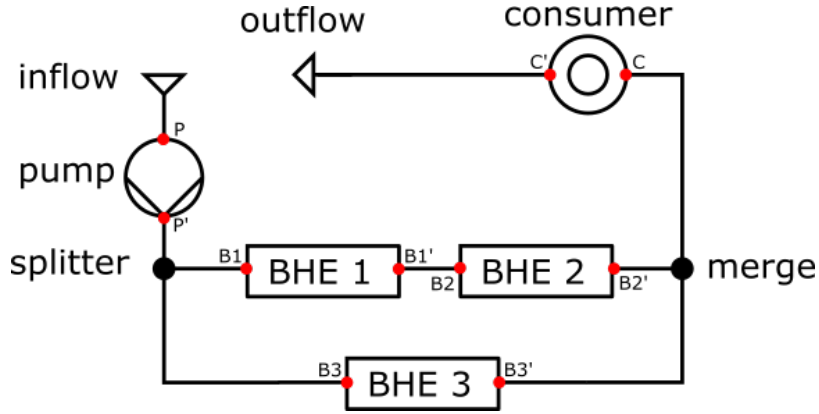 consumer
outflow
C'
C
inflow
P
pump
P'
splitter
B1
BHE 1
B1'
B2
BHE 2
B2'
merge
B3
BHE 3
B3'